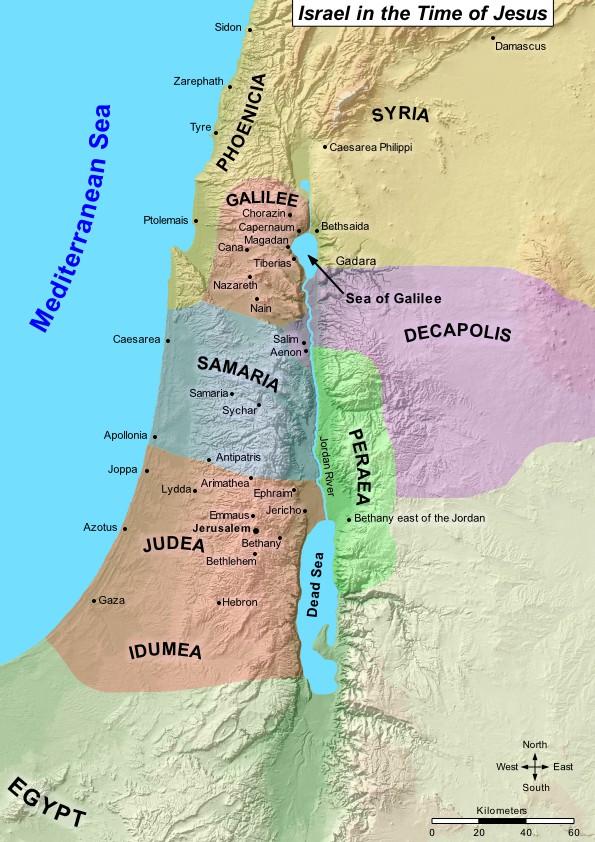 Israel in the Time of Jesus
Sidon
Damascus
Zarephath
SYRIA
PHOENICIA
Tyre
Caesarea Philippi
Mediterranean Sea
GALILEE
Chorazin
Ptolemais
Capernaum
Bethsaida
Magadan
Cana
Tiberias
Gadara
Nazareth
Sea of Galilee
Nain
DECAPOLIS
Caesarea
Salim
Aenon
SAMARIA
Samaria
Sychar
Apollonia
PERAEA
Jordan River
Antipatris
Joppa
Arimathea
Lydda
Ephraim
Jericho
Emmaus
Bethany east of the Jordan
Azotus
Jerusalem
JUDEA
Bethany
Bethlehem
Dead Sea
Gaza
Hebron
IDUMEA
EGYPT
North
West
East
South
Kilometers
0 20 40 60